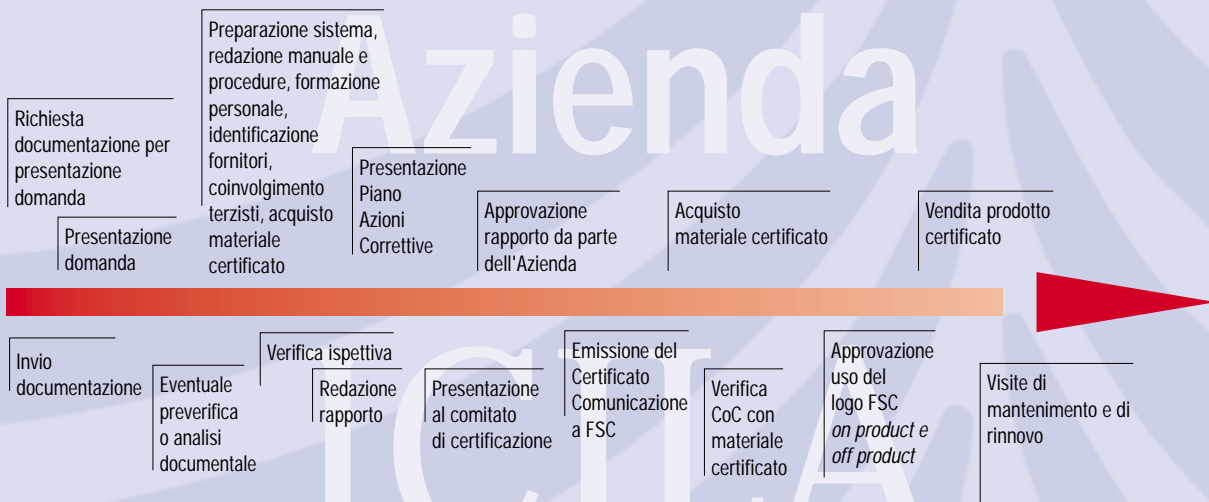 Azienda
Richiesta
documentazione per
presentazione
domanda
Presentazione
domanda
Preparazione sistema,
redazione manuale e
procedure, formazione
personale,
identificazione
fornitori,
coinvolgimento
terzisti, acquisto
materiale
certificato
Presentazione
Piano
Azioni
Correttive
Approvazione
rapporto da parte
dell'Azienda
Acquisto
materiale certificato
Vendita prodotto
certificato
Invio
documentazione
Eventuale
preverifica
o analisi
documentale
Verifica ispettiva
Redazione
rapporto
Presentazione
al comitato
di certificazione
Emissione del
Certificato
Comunicazione
a FSC
Verifica
CoC con
materiale
certificato
Approvazione
uso del
logo FSC
on product e
off product
Visite di
mantenimento e di
rinnovo
ICILA